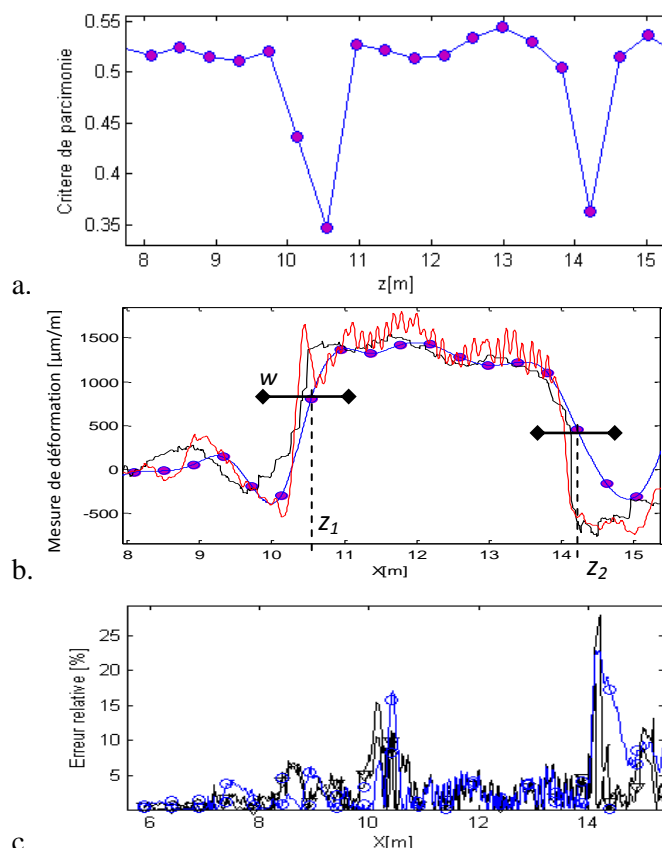 0.55
0.5
0.45
0.4
0.35
Critere de parcimonie
8 9 10 11 12 13 14 15
z[m]
a.
1500
1000
500
0
-500
Mesure de déformation [µm/m]
w
z1
z2
8 9 10 11 12 13 14 15
X[m]
b.
25
20
15
10
5
Erreur relative [%]
6 8 10 12 14
X[m]
c.